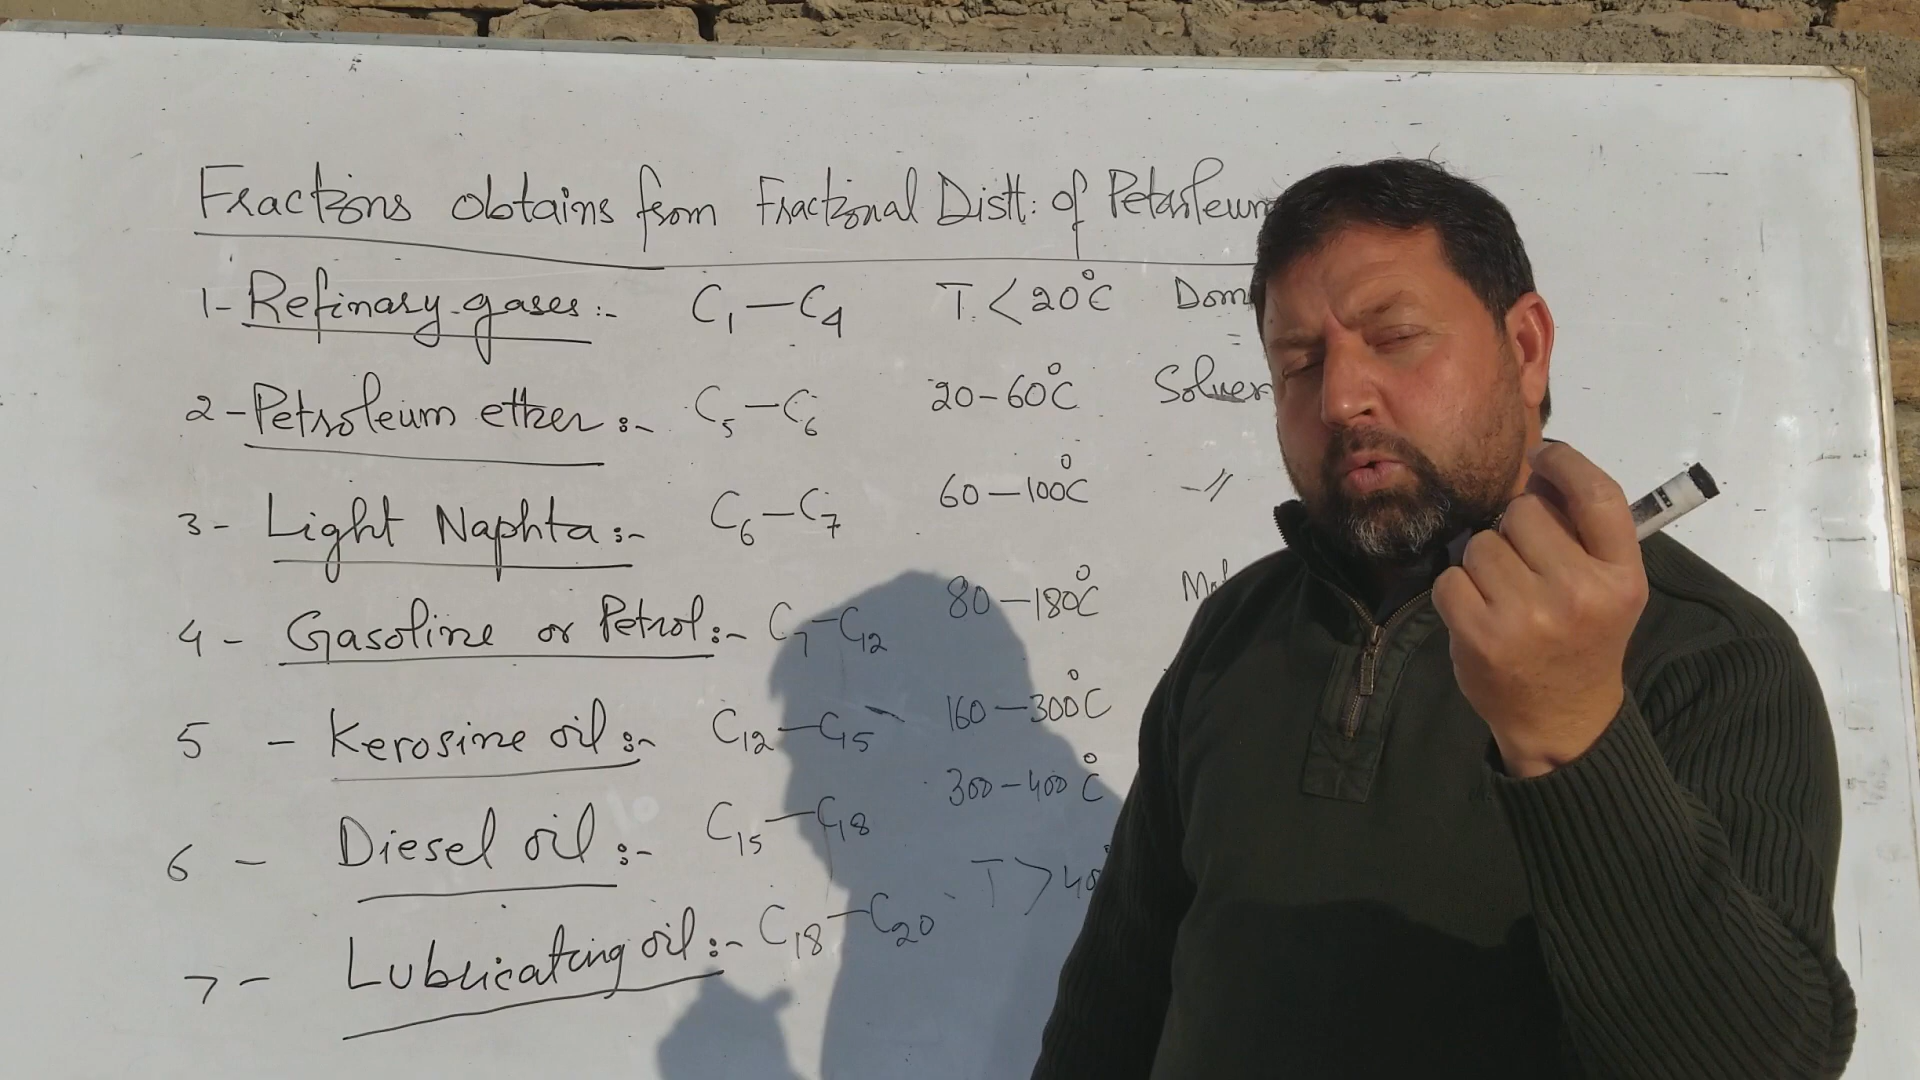 Fractions obtains from Fractional Distt: of Petroleum
1- Refinary gases:- C₁—C₄ T < 20°C
2- Petroleum ether:- C₅—C₆ 20-60°C
3- Light Naphta:- C₆—C₇ 60—100°C -//
4- Gasoline or Petrol:- C₇-C₁₂ 80—180°C
5 - Kerosine oil:- C₁₂—C₁₅ 160—300°C
6 - Diesel oil:- C₁₅—C₁₈ 300-400°C
7- Lubricating oil:- C₁₈—C₂₀ T >